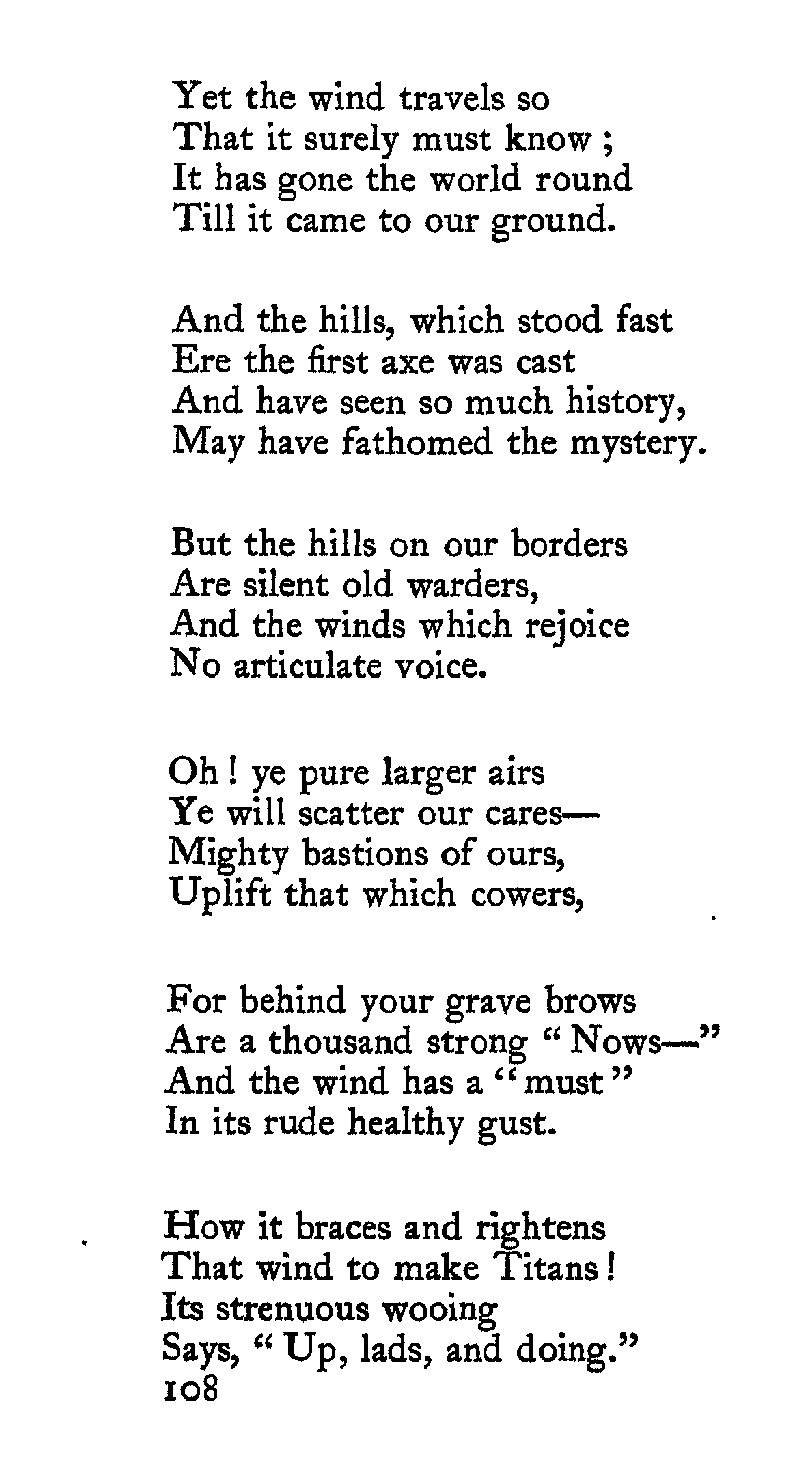 Yet the wind travels so
That it surely must know ;
It has gone the world round
Till it came to our ground.
And the hills, which stood fast
Ere the first axe was cast
And have seen so much history,
May have fathomed the mystery.
But the hills on our borders
Are silent old warders,
And the winds which rejoice
No articulate voice.
Oh ! ye pure larger airs
Ye will scatter our cares—
Mighty bastions of ours,
Uplift that which cowers,
For behind your grave brows
Are a thousand strong “ Nows—”
And the wind has a “ must ”
In its rude healthy gust.
How it braces and rightens
That wind to make Titans !
Its strenuous wooing
Says, “ Up, lads, and doing.”
108